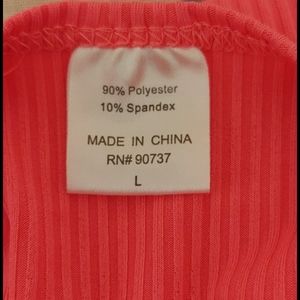 90% Polyester
10% Spandex
MADE IN CHINA
RN# 90737
L